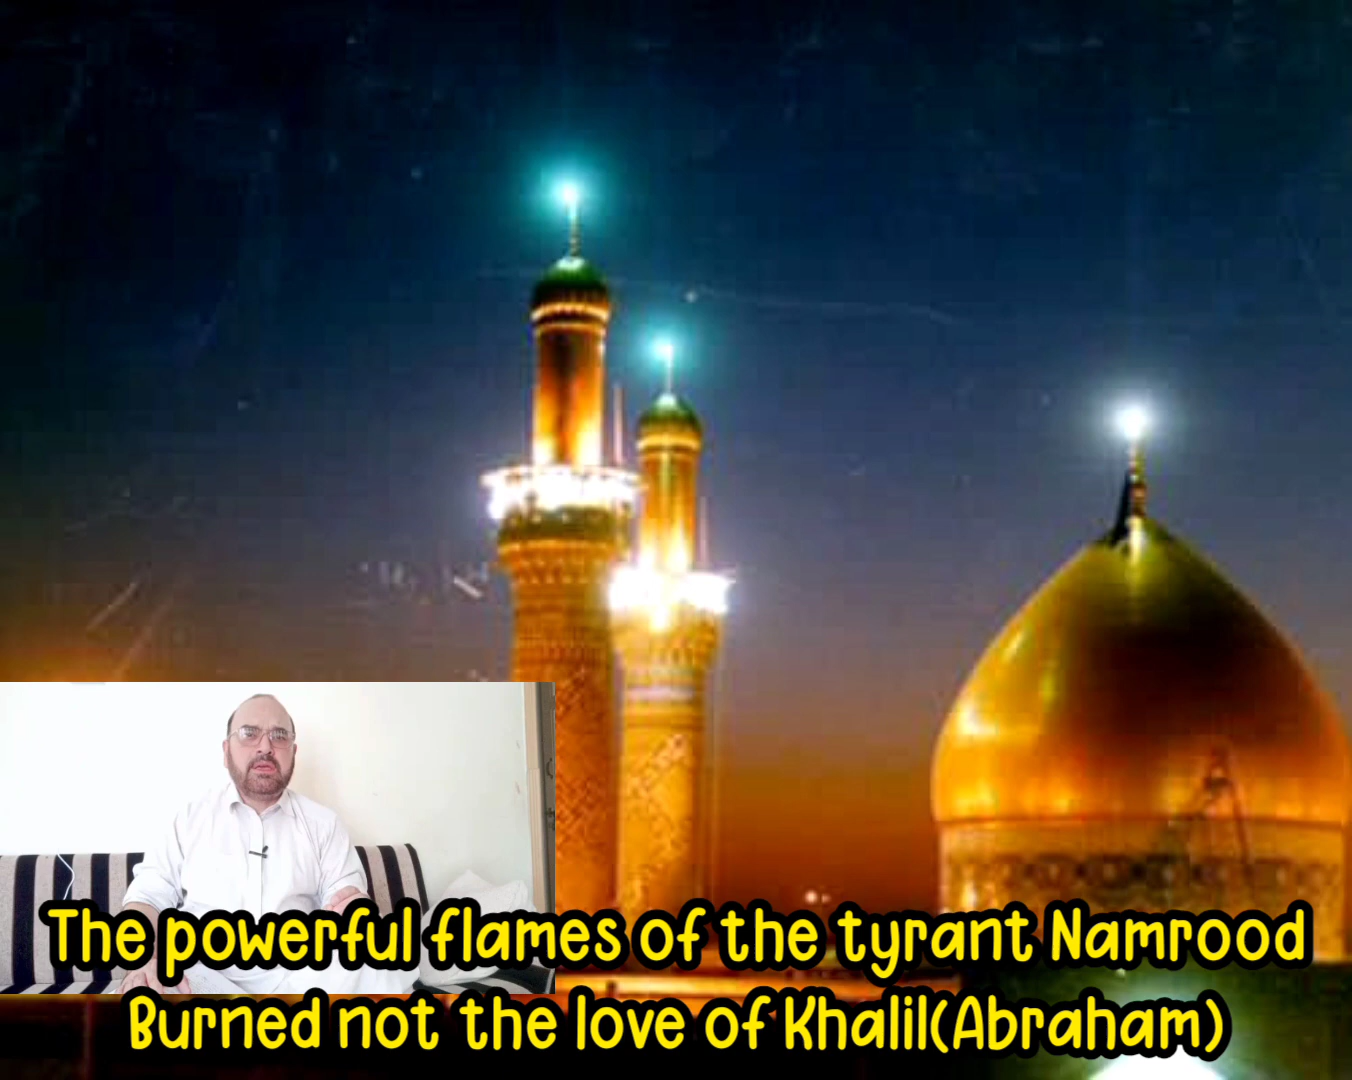 The powerful flames of the tyrant Namrood
Burned not the love of Khalil(Abraham)